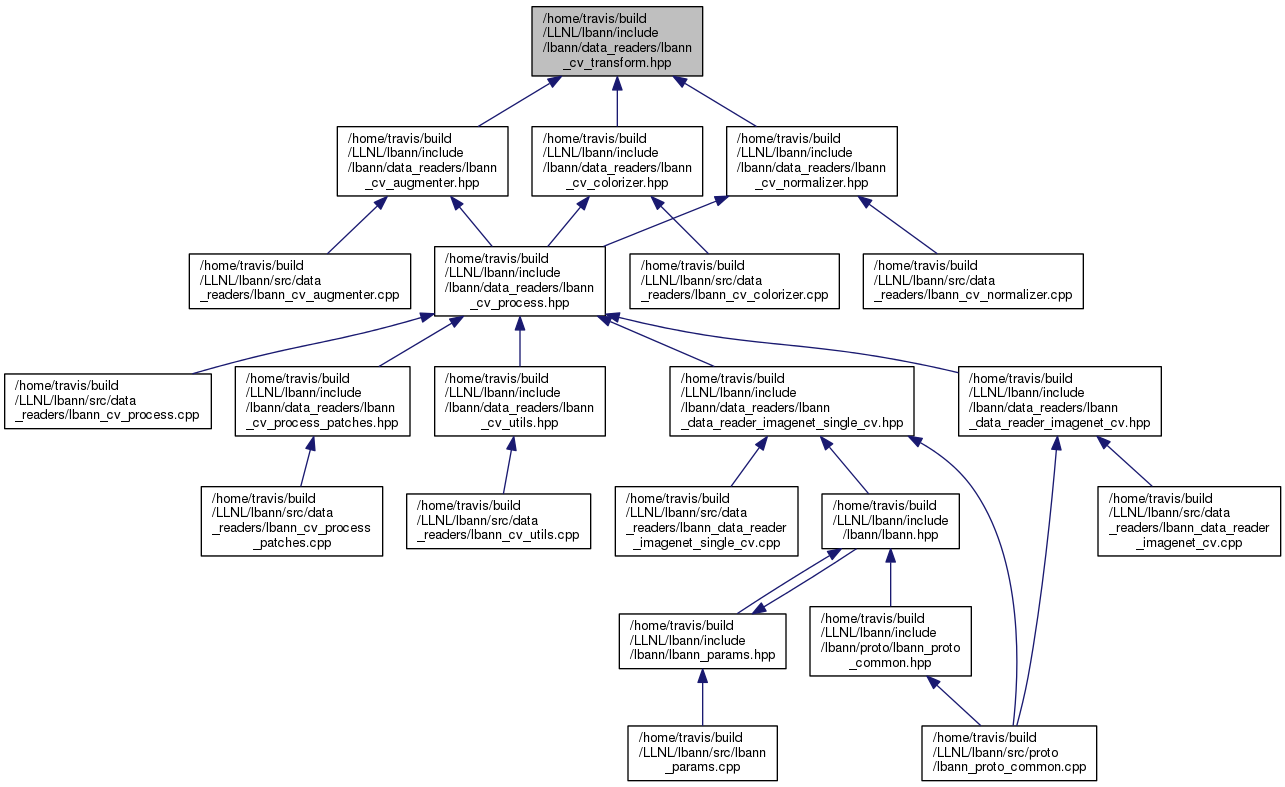 /home/travis/build
/LLNL/lbann/include
/lbann/data_readers/lbann
_cv_transform.hpp
/home/travis/build
/LLNL/lbann/include
/lbann/data_readers/lbann
_cv_augmenter.hpp
/home/travis/build
/LLNL/lbann/include
/lbann/data_readers/lbann
_cv_colorizer.hpp
/home/travis/build
/LLNL/lbann/include
/lbann/data_readers/lbann
_cv_normalizer.hpp
/home/travis/build
/LLNL/lbann/src/data
_readers/lbann_cv_augmenter.cpp
/home/travis/build
/LLNL/lbann/include
/lbann/data_readers/lbann
_cv_process.hpp
/home/travis/build
/LLNL/lbann/src/data
_readers/lbann_cv_colorizer.cpp
/home/travis/build
/LLNL/lbann/src/data
_readers/lbann_cv_normalizer.cpp
/home/travis/build
/LLNL/lbann/src/data
_readers/lbann_cv_process.cpp
/home/travis/build
/LLNL/lbann/include
/lbann/data_readers/lbann
_cv_process_patches.hpp
/home/travis/build
/LLNL/lbann/include
/lbann/data_readers/lbann
_cv_utils.hpp
/home/travis/build
/LLNL/lbann/include
/lbann/data_readers/lbann
_data_reader_imagenet_single_cv.hpp
/home/travis/build
/LLNL/lbann/include
/lbann/data_readers/lbann
_data_reader_imagenet_cv.hpp
/home/travis/build
/LLNL/lbann/src/data
_readers/lbann_cv_process
_patches.cpp
/home/travis/build
/LLNL/lbann/src/data
_readers/lbann_cv_utils.cpp
/home/travis/build
/LLNL/lbann/src/data
_readers/lbann_data_reader
_imagenet_single_cv.cpp
/home/travis/build
/LLNL/lbann/include
/lbann/lbann.hpp
/home/travis/build
/LLNL/lbann/src/data
_readers/lbann_data_reader
_imagenet_cv.cpp
/home/travis/build
/LLNL/lbann/include
/lbann/lbann_params.hpp
/home/travis/build
/LLNL/lbann/include
/lbann/proto/lbann_proto
_common.hpp
/home/travis/build
/LLNL/lbann/src/lbann
_params.cpp
/home/travis/build
/LLNL/lbann/src/proto
/lbann_proto_common.cpp